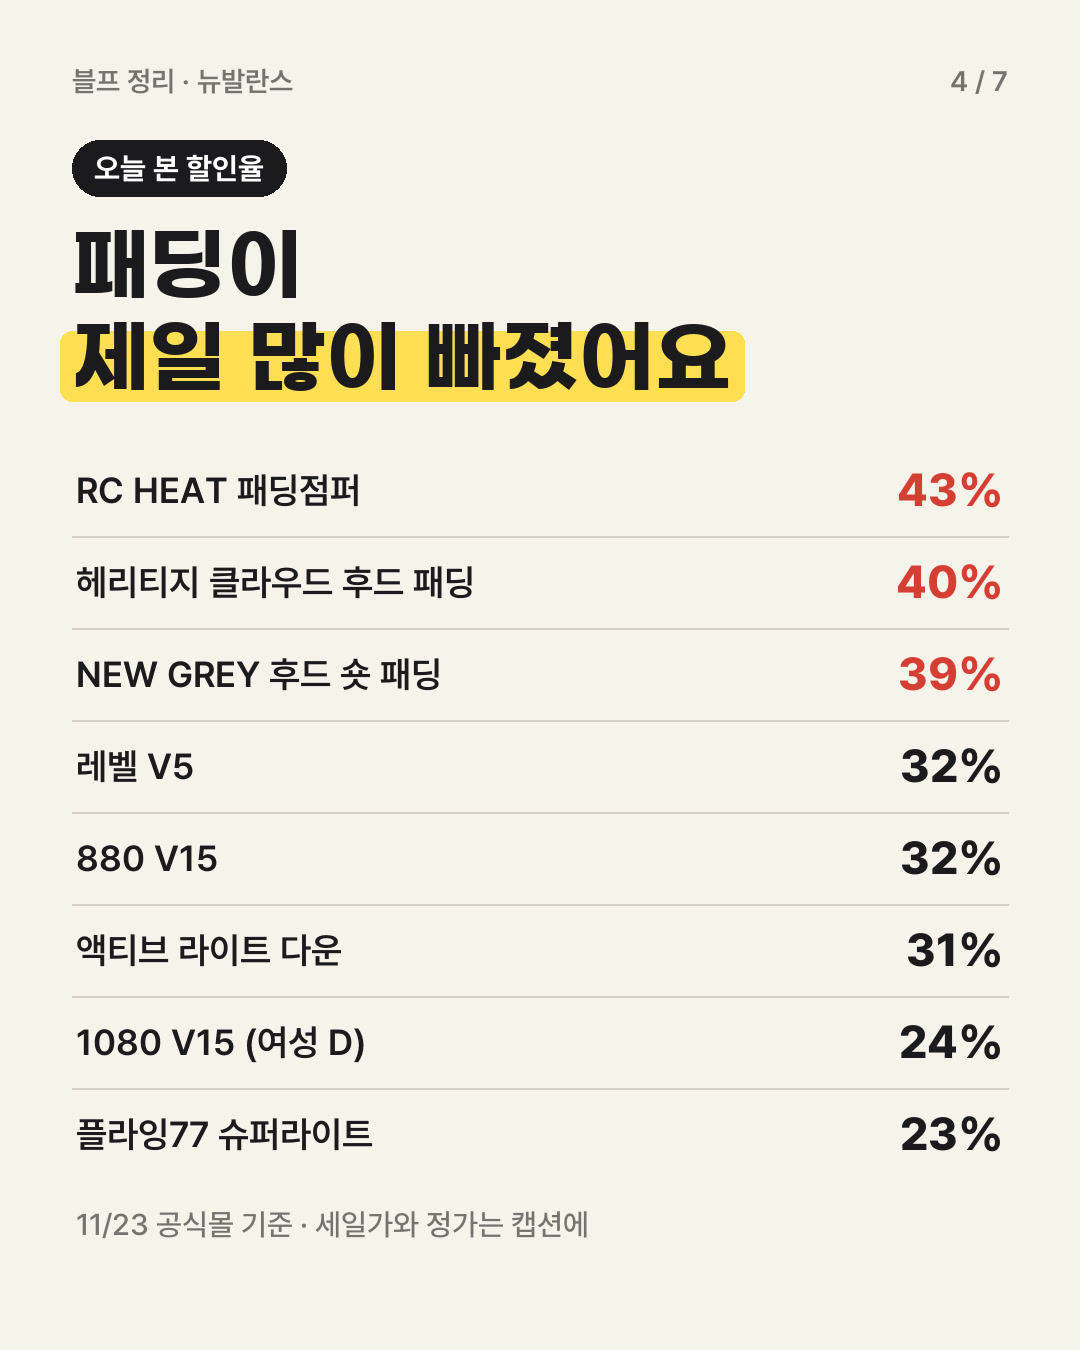 블프 정리 · 뉴발란스
4 / 7
오늘 본 할인율
패딩이
제일 많이 빠졌어요
RC HEAT 패딩점퍼 43%
헤리티지 클라우드 후드 패딩 40%
NEW GREY 후드 숏 패딩 39%
레벨 V5 32%
880 V15 32%
액티브 라이트 다운 31%
1080 V15 (여성 D) 24%
플라잉77 슈퍼라이트 23%
11/23 공식몰 기준 · 세일가와 정가는 캡션에